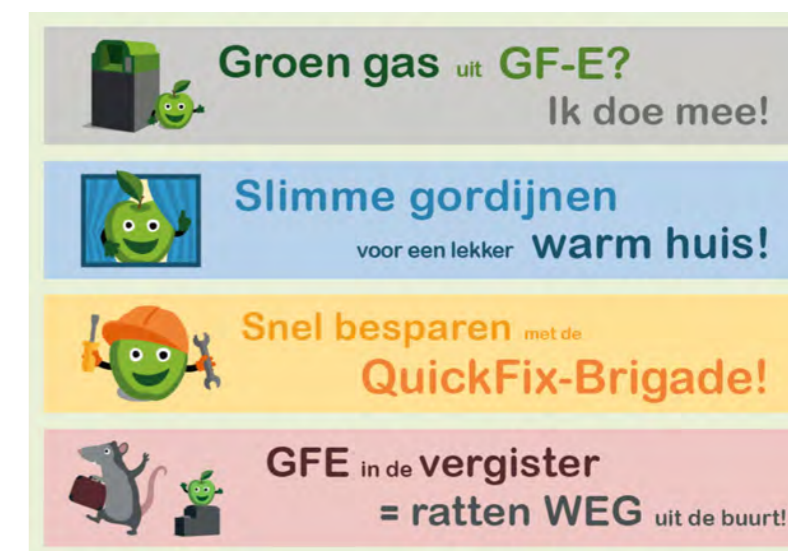 Groen gas uit GF-E?
Ik doe mee!
Slimme gordijnen
voor een lekker warm huis!
Snel besparen met de
QuickFix-Brigade!
GFE in de vergister
= ratten WEG uit de buurt!